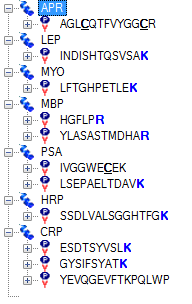 APR
AGLCQTFVYGGCR
LEP
INDISHTQSVSAK
MYO
LFTGHPETLEK
MBP
HGFLPR
YLASASTMDHAR
PSA
IVGGWECEK
LSEPAELTDAVK
HRP
SSDLVALSGGHTFGK
CRP
ESDTSYVSLK
GYSIFSYATK
YEVQGEVFTKPQLWP